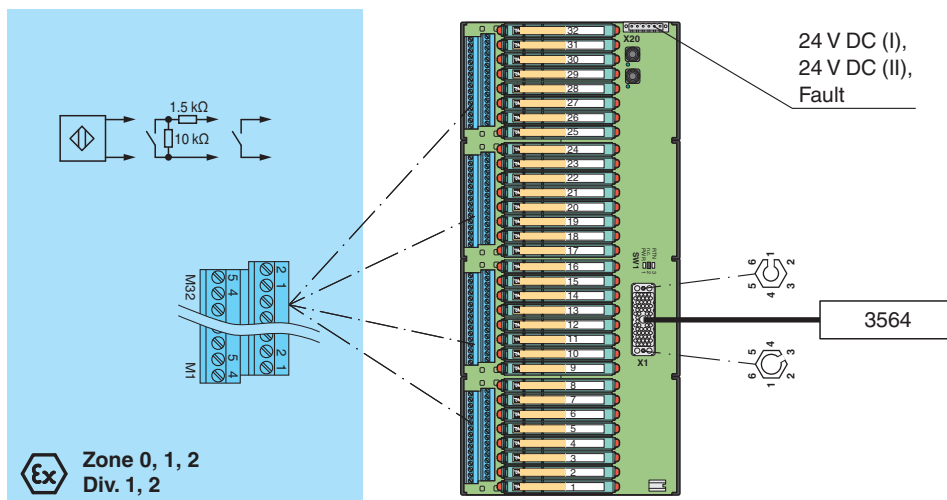 32
X20
31
30
29
28
27
26
25
24
23
22
21
20
19
18
17
16
15
14
13
12
11
10
9
8
7
6
5
4
3
2
1
24 V DC (I),
24 V DC (II),
Fault
1.5 kΩ
10 kΩ
SW1
X1
3564
6 1 2
5 4 3
5 4 3
6 1 2
M32
5 4
2 1
M1
5 4
2 1
Ex
Zone 0, 1, 2
Div. 1, 2